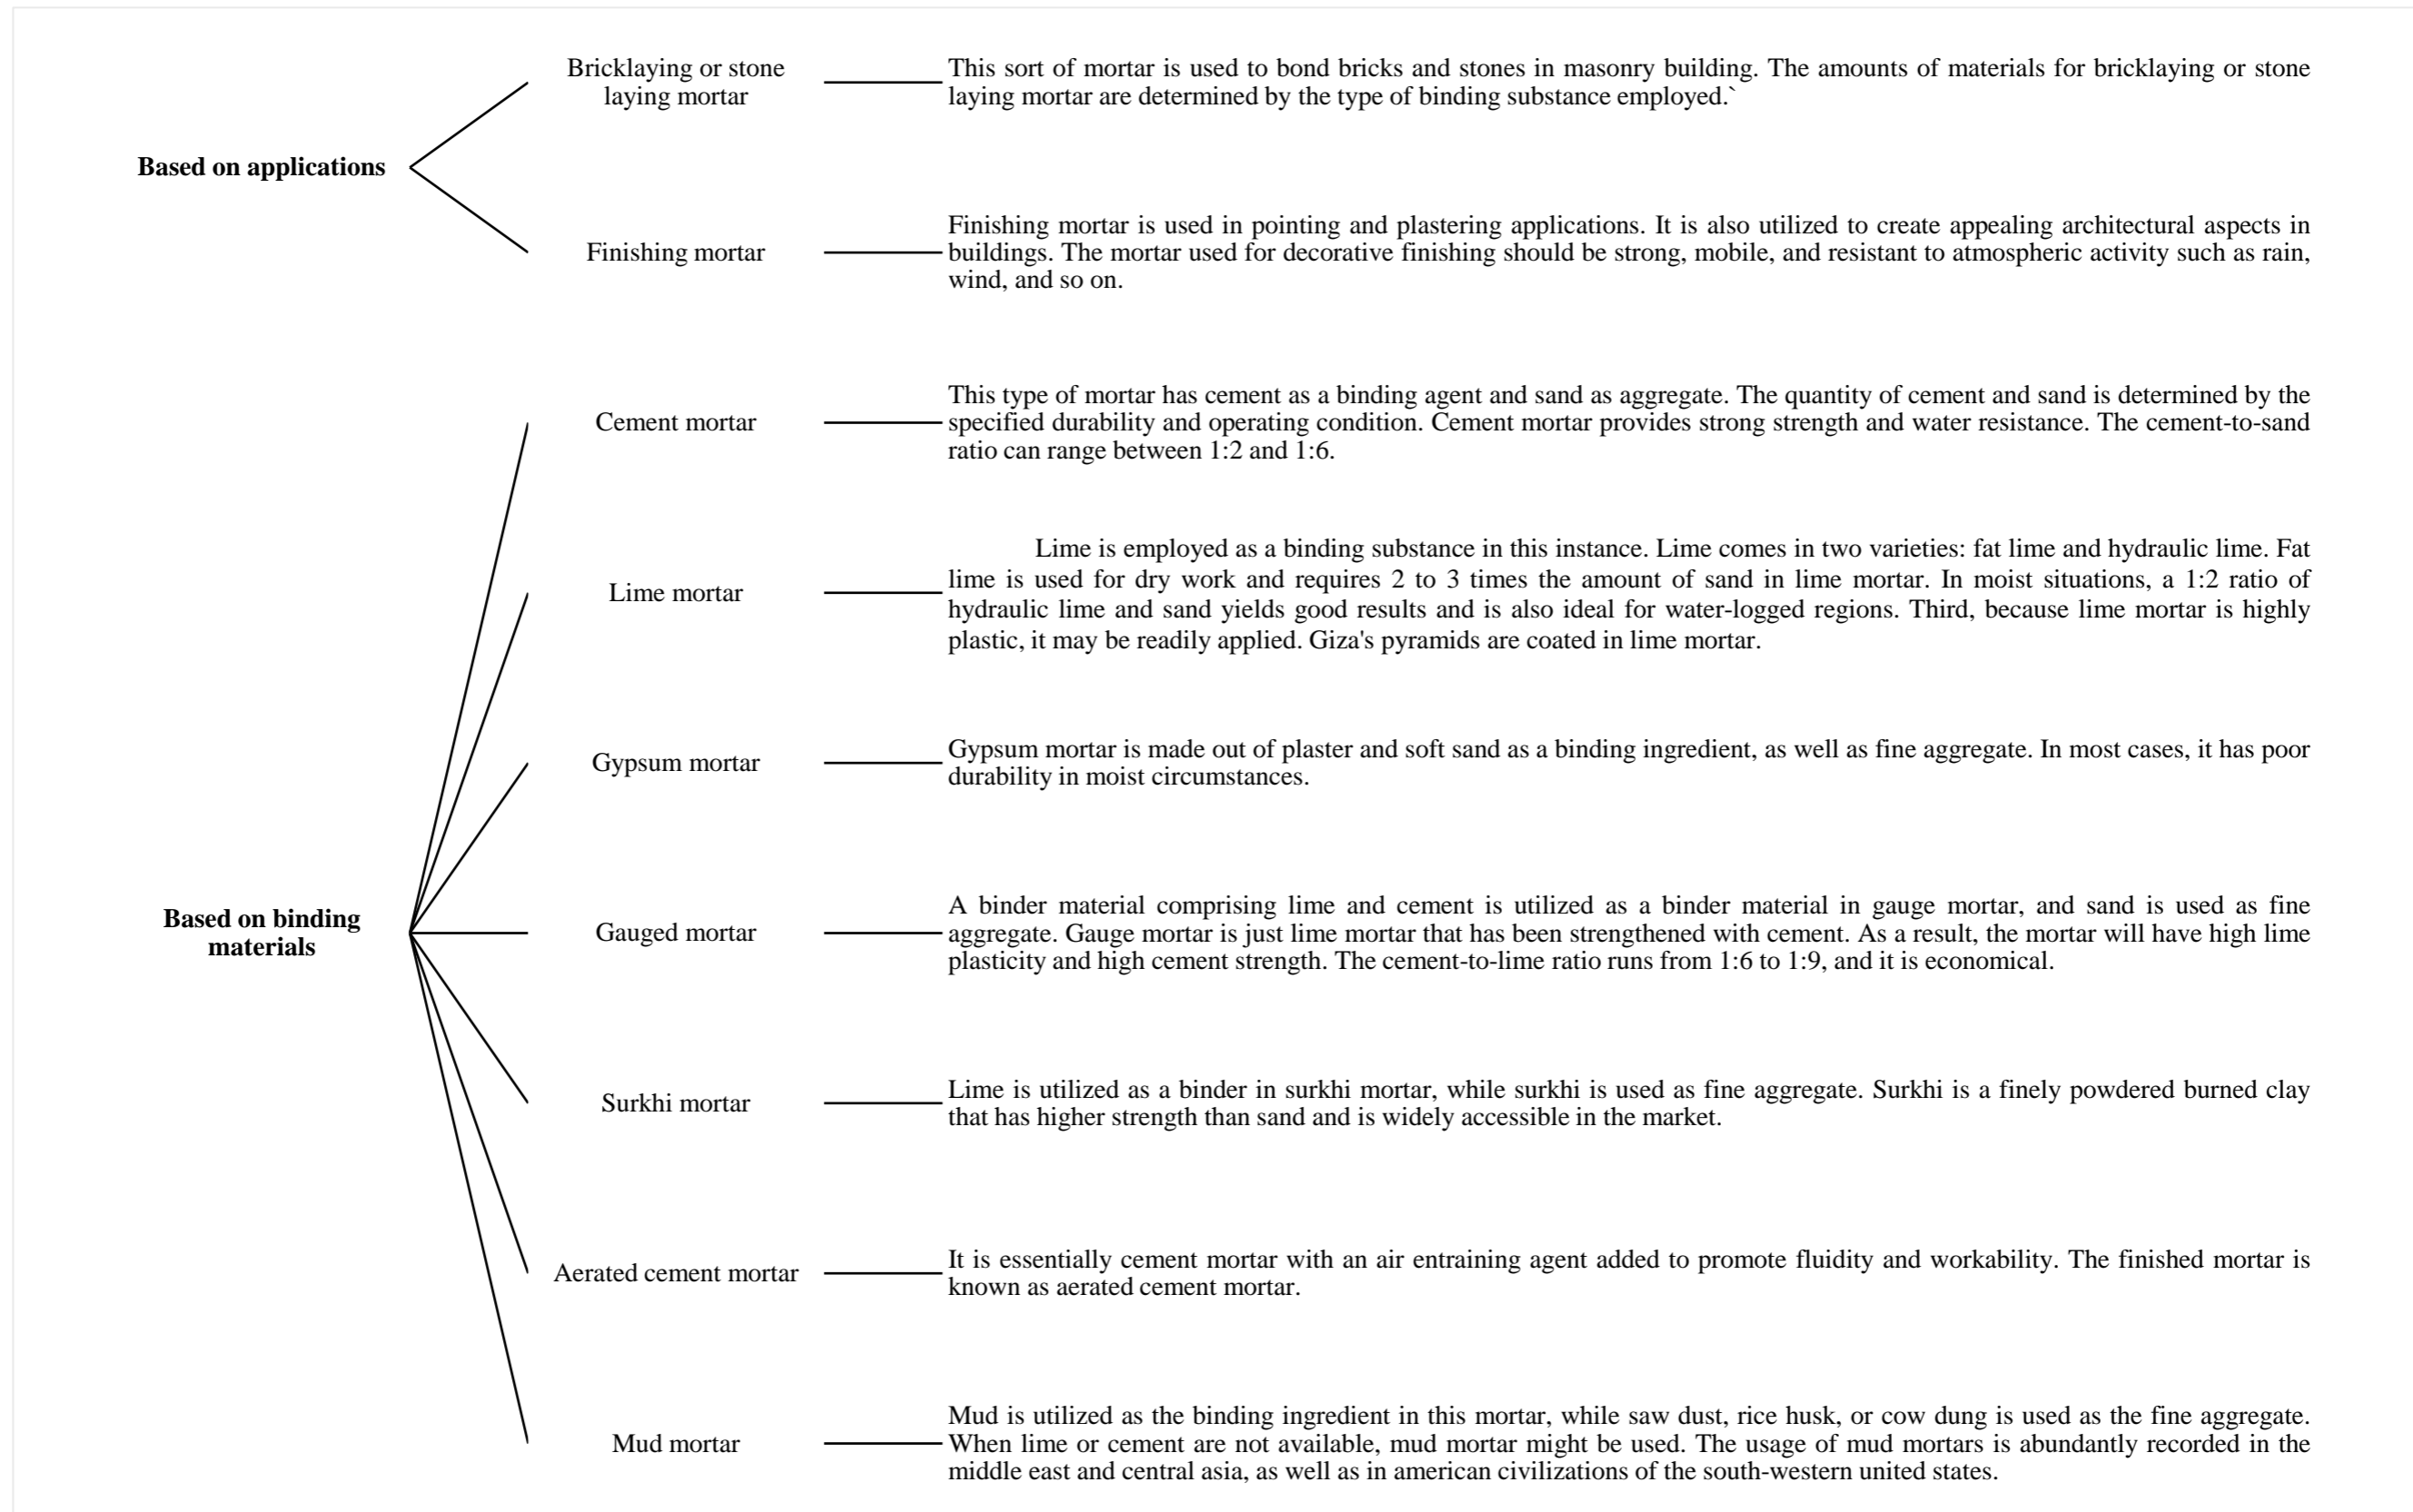 Based on applications
Bricklaying or stone
laying mortar
This sort of mortar is used to bond bricks and stones in masonry building. The amounts of materials for bricklaying or stone
laying mortar are determined by the type of binding substance employed.`
Finishing mortar
Finishing mortar is used in pointing and plastering applications. It is also utilized to create appealing architectural aspects in
buildings. The mortar used for decorative finishing should be strong, mobile, and resistant to atmospheric activity such as rain,
wind, and so on.
Based on binding
materials
Cement mortar
This type of mortar has cement as a binding agent and sand as aggregate. The quantity of cement and sand is determined by the
specified durability and operating condition. Cement mortar provides strong strength and water resistance. The cement-to-sand
ratio can range between 1:2 and 1:6.
Lime mortar
Lime is employed as a binding substance in this instance. Lime comes in two varieties: fat lime and hydraulic lime. Fat
lime is used for dry work and requires 2 to 3 times the amount of sand in lime mortar. In moist situations, a 1:2 ratio of
hydraulic lime and sand yields good results and is also ideal for water-logged regions. Third, because lime mortar is highly
plastic, it may be readily applied. Giza's pyramids are coated in lime mortar.
Gypsum mortar
Gypsum mortar is made out of plaster and soft sand as a binding ingredient, as well as fine aggregate. In most cases, it has poor
durability in moist circumstances.
Gauged mortar
A binder material comprising lime and cement is utilized as a binder material in gauge mortar, and sand is used as fine
aggregate. Gauge mortar is just lime mortar that has been strengthened with cement. As a result, the mortar will have high lime
plasticity and high cement strength. The cement-to-lime ratio runs from 1:6 to 1:9, and it is economical.
Surkhi mortar
Lime is utilized as a binder in surkhi mortar, while surkhi is used as fine aggregate. Surkhi is a finely powdered burned clay
that has higher strength than sand and is widely accessible in the market.
Aerated cement mortar
It is essentially cement mortar with an air entraining agent added to promote fluidity and workability. The finished mortar is
known as aerated cement mortar.
Mud mortar
Mud is utilized as the binding ingredient in this mortar, while saw dust, rice husk, or cow dung is used as the fine aggregate.
When lime or cement are not available, mud mortar might be used. The usage of mud mortars is abundantly recorded in the
middle east and central asia, as well as in american civilizations of the south-western united states.